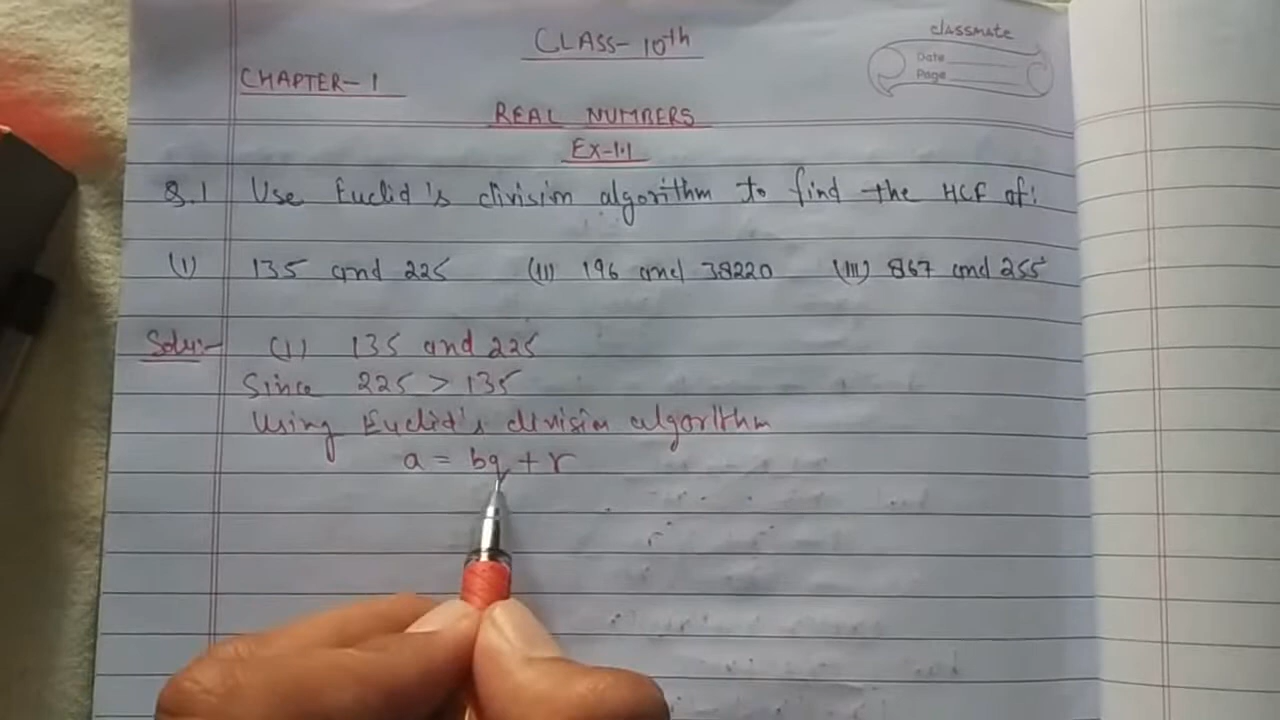 CLASS-10th
classmate
Date
Page
CHAPTER-1
REAL NUMBERS
EX-1.1
Q.1 Use Euclid's division algorithm to find the HCF of:
(I) 135 and 225 (II) 196 and 38220 (III) 867 and 255
Solu:- (I) 135 and 225
Since 225 > 135
Using Euclid's division algorithm
a = bq + r